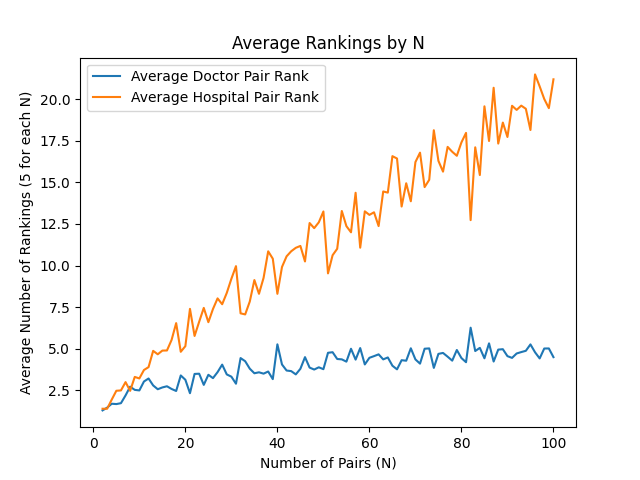 Average Rankings by N
Average Doctor Pair Rank
Average Hospital Pair Rank
Average Number of Rankings (5 for each N)
20.0
17.5
15.0
12.5
10.0
7.5
5.0
2.5
0
20
40
60
80
100
Number of Pairs (N)